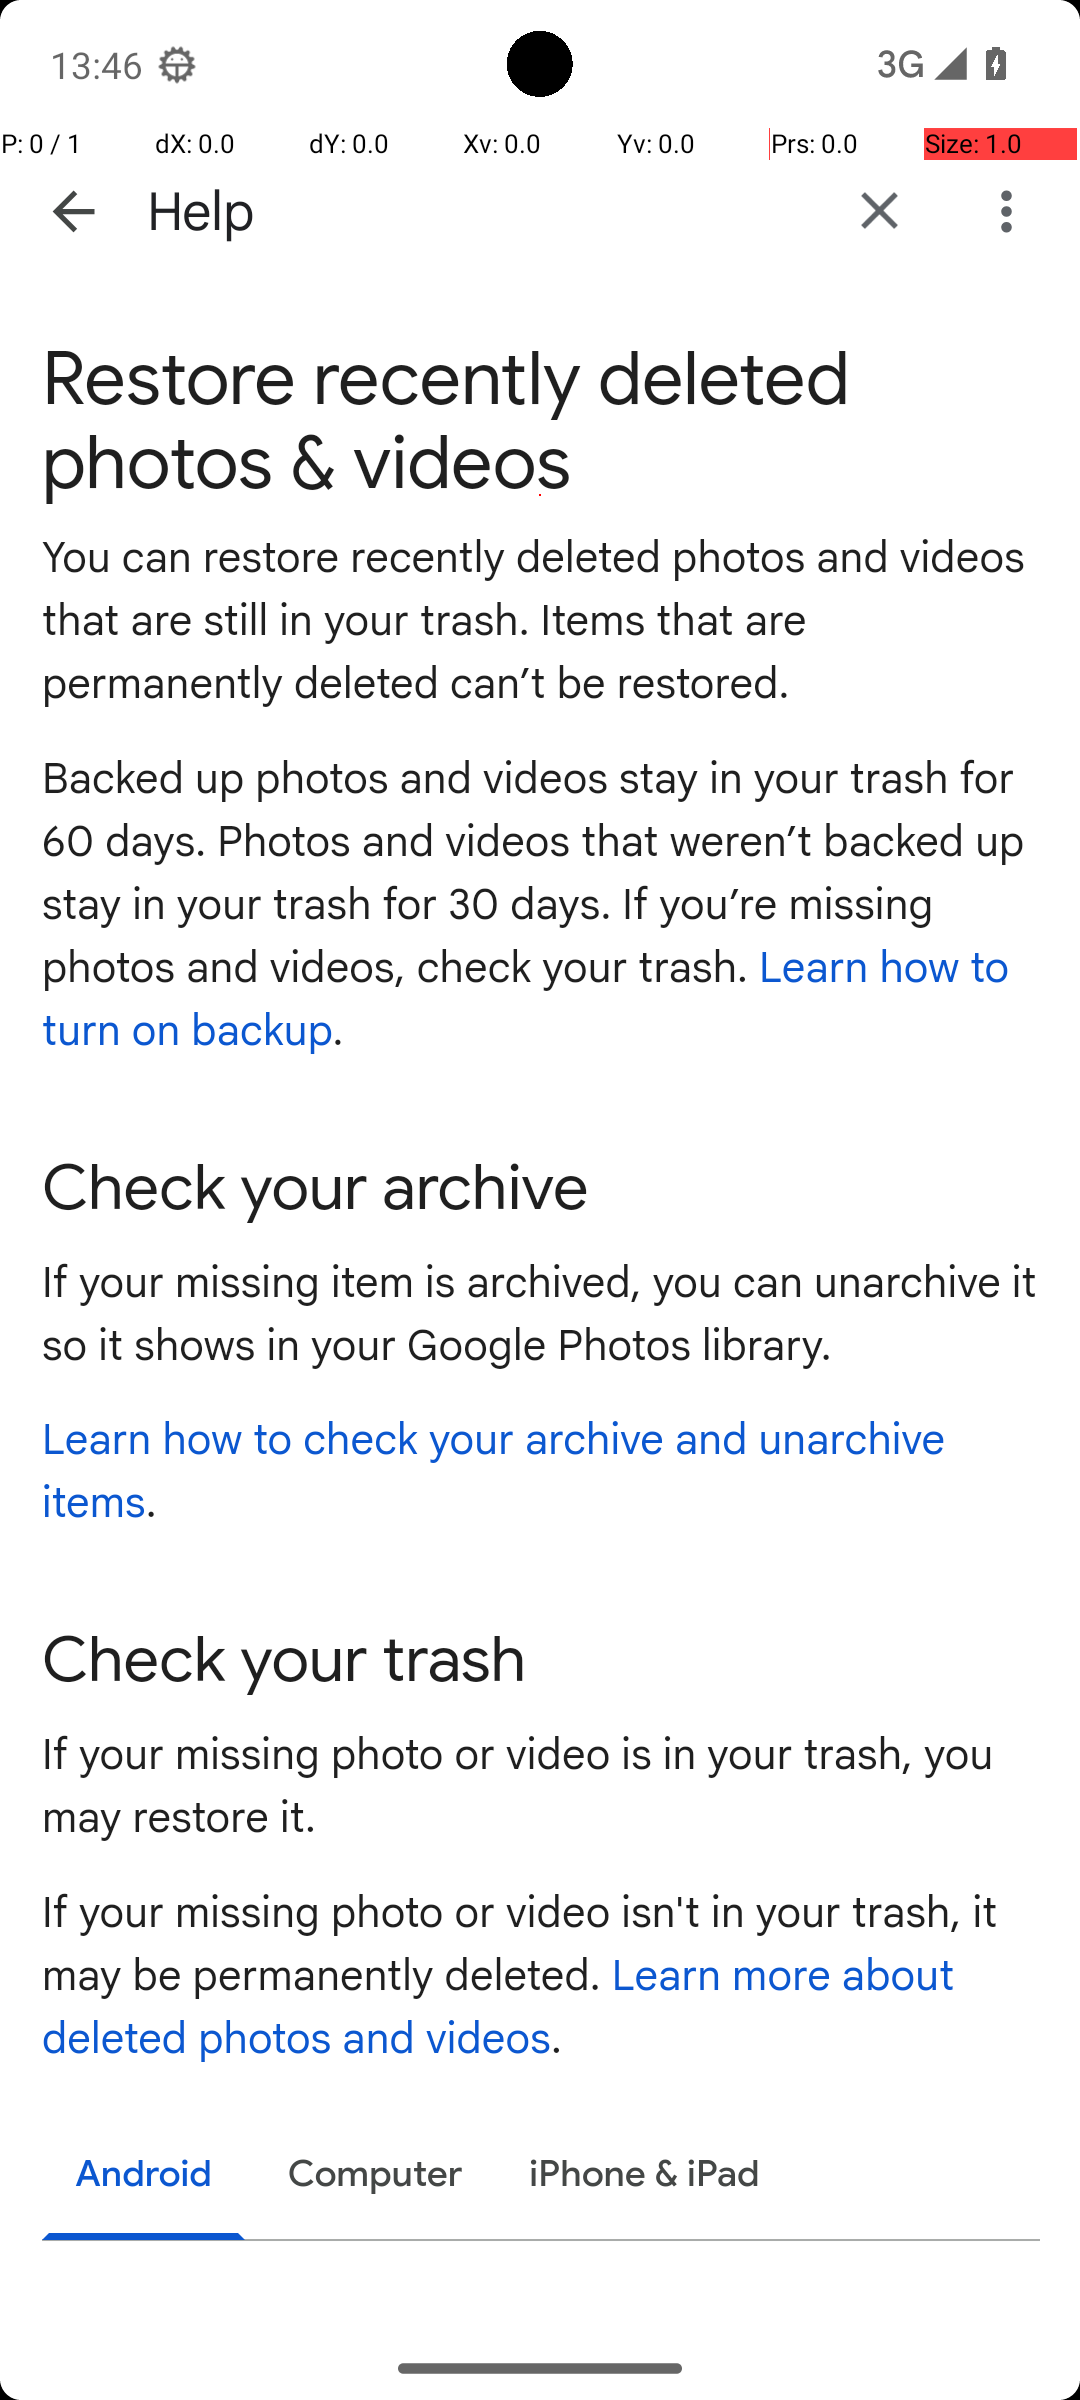 13:46
3G
P: 0 / 1 dX: 0.0 dY: 0.0 Xv: 0.0 Yv: 0.0 Prs: 0.0 Size: 1.0
Help
Restore recently deleted
photos & videos
You can restore recently deleted photos and videos
that are still in your trash. Items that are
permanently deleted can’t be restored.
Backed up photos and videos stay in your trash for
60 days. Photos and videos that weren’t backed up
stay in your trash for 30 days. If you’re missing
photos and videos, check your trash. Learn how to
turn on backup.
Check your archive
If your missing item is archived, you can unarchive it
so it shows in your Google Photos library.
Learn how to check your archive and unarchive
items.
Check your trash
If your missing photo or video is in your trash, you
may restore it.
If your missing photo or video isn't in your trash, it
may be permanently deleted. Learn more about
deleted photos and videos.
Android Computer iPhone & iPad